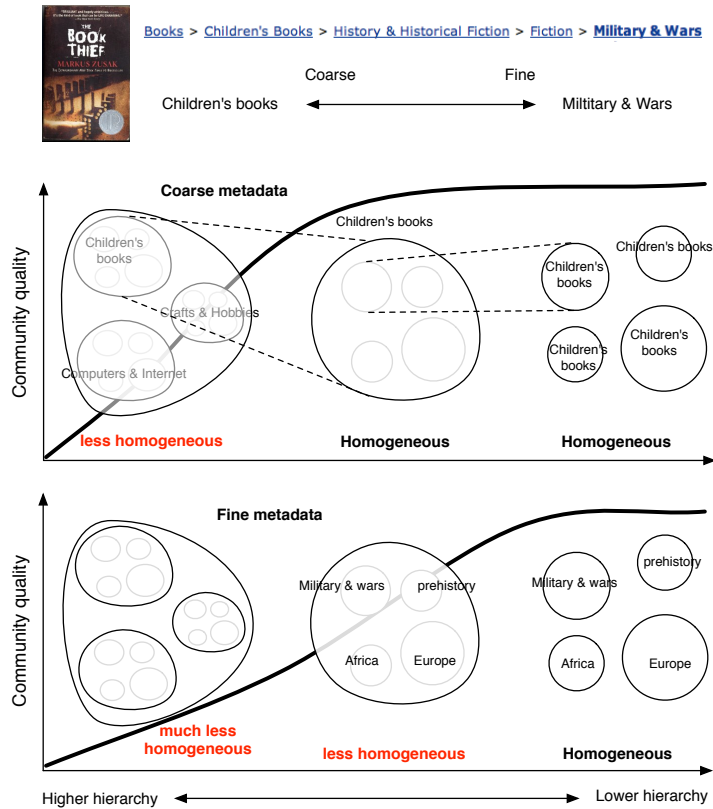 THE
BOOK
THIEF
MARKUS ZUSAK
Books > Children's Books > History & Historical Fiction > Fiction > Military & Wars
Coarse
Fine
Children's books
Miltitary & Wars
Coarse metadata
Community quality
Children's
books
Crafts & Hobbies
Computers & Internet
less homogeneous
Children's books
Homogeneous
Children's
books
Children's books
Children's
books
Children's
books
Homogeneous
Fine metadata
Community quality
much less
homogeneous
Military & wars
prehistory
Africa
Europe
less homogeneous
Military & wars
prehistory
Africa
Europe
Homogeneous
Higher hierarchy
Lower hierarchy